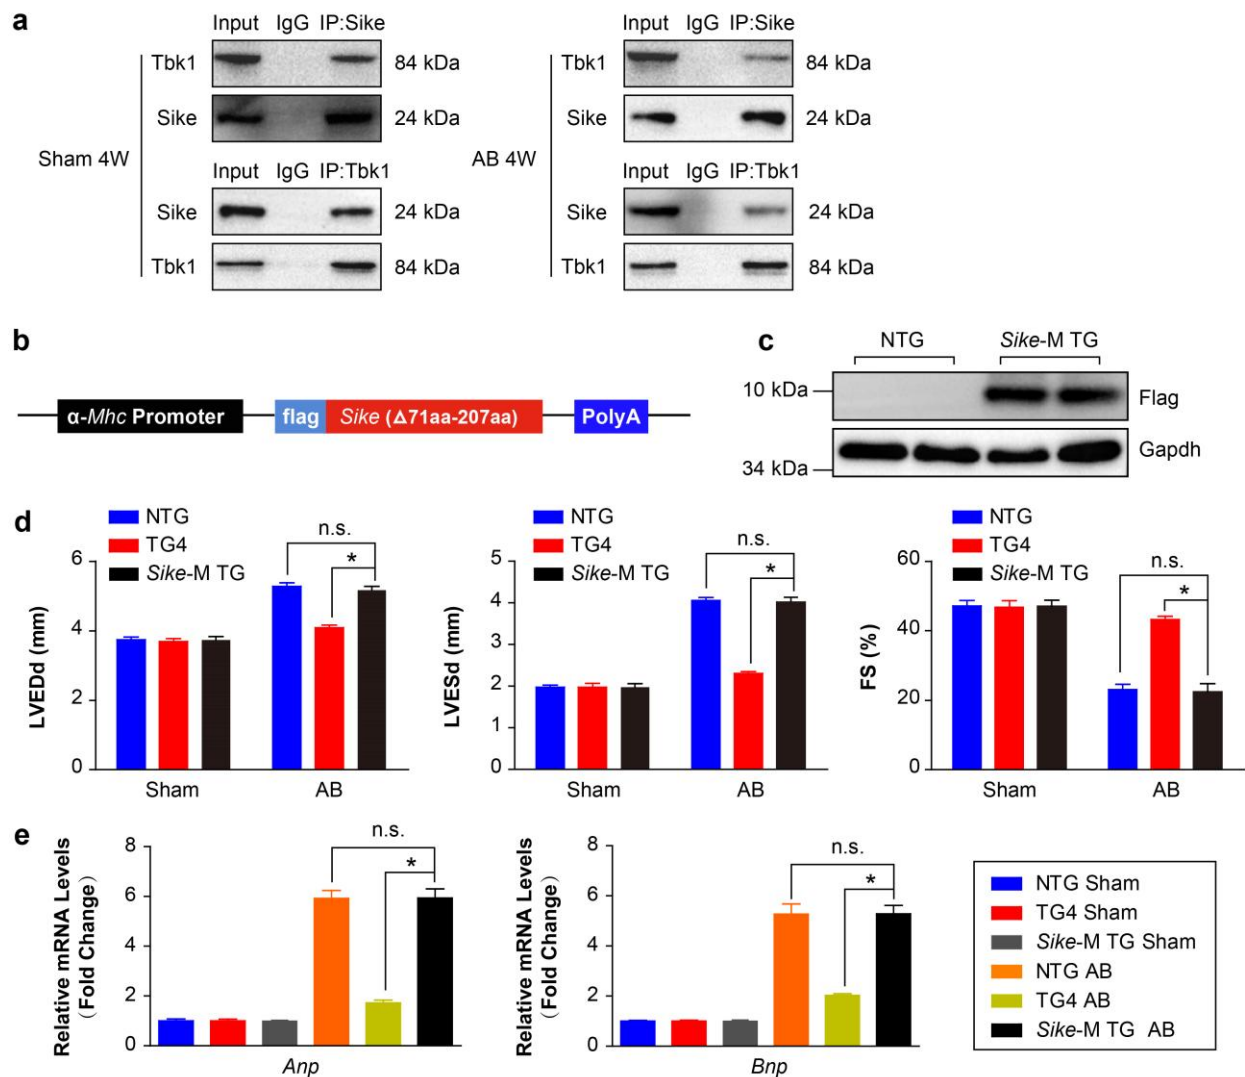 a
Input IgG IP:Sike
Tbk1 84 kDa
Sike 24 kDa
Sham 4W
Input IgG IP:Tbk1
Sike 24 kDa
Tbk1 84 kDa
Input IgG IP:Sike
Tbk1 84 kDa
Sike 24 kDa
AB 4W
Input IgG IP:Tbk1
Sike 24 kDa
Tbk1 84 kDa
b
α-Mhc Promoter flag Sike (Δ71aa-207aa) PolyA
c
NTG Sike-M TG
10 kDa Flag
34 kDa Gapdh
d
NTG
TG4
Sike-M TG
n.s.
*
LVEDd (mm)
6
4
2
0
Sham AB
NTG
TG4
Sike-M TG
n.s.
*
LVESd (mm)
5
4
3
2
1
0
Sham AB
NTG
TG4
Sike-M TG
n.s.
*
FS (%)
60
40
20
0
Sham AB
e
Relative mRNA Levels
(Fold Change)
8
6
4
2
0
n.s.
*
Anp
Relative mRNA Levels
(Fold Change)
8
6
4
2
0
n.s.
*
Bnp
NTG Sham
TG4 Sham
Sike-M TG Sham
NTG AB
TG4 AB
Sike-M TG AB